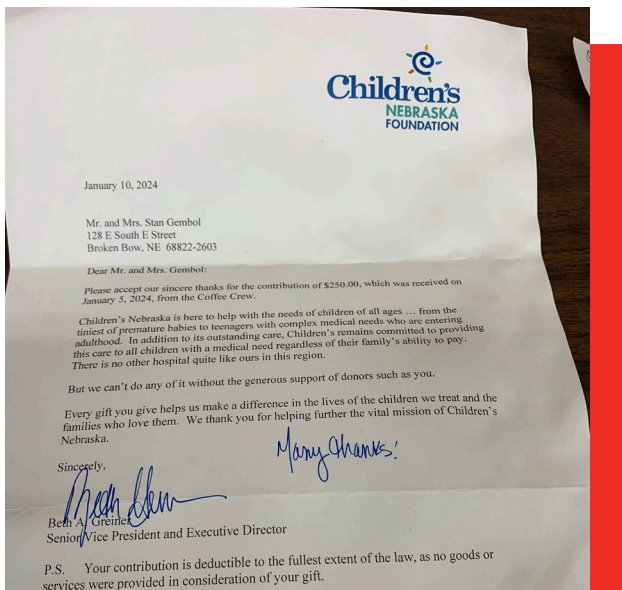 Children's
NEBRASKA
FOUNDATION
January 10, 2024
Mr. and Mrs. Stan Gembol
128 E South E Street
Broken Bow, NE 68822-2603
Dear Mr. and Mrs. Gembol:
Please accept our sincere thanks for the contribution of $250.00, which was received on
January 5, 2024, from the Coffee Crew.
Children's Nebraska is here to help with the needs of children of all ages ... from the
tiniest of premature babies to teenagers with complex medical needs who are entering
adulthood. In addition to its outstanding care, Children's remains committed to providing
this care to all children with a medical need regardless of their family's ability to pay.
There is no other hospital quite like ours in this region.
But we can't do any of it without the generous support of donors such as you.
Every gift you give helps us make a difference in the lives of the children we treat and the
families who love them. We thank you for helping further the vital mission of Children's
Nebraska.
Many thanks!
Sincerely,
Beth A. Greiner
Senior Vice President and Executive Director
P.S. Your contribution is deductible to the fullest extent of the law, as no goods or
services were provided in consideration of your gift.